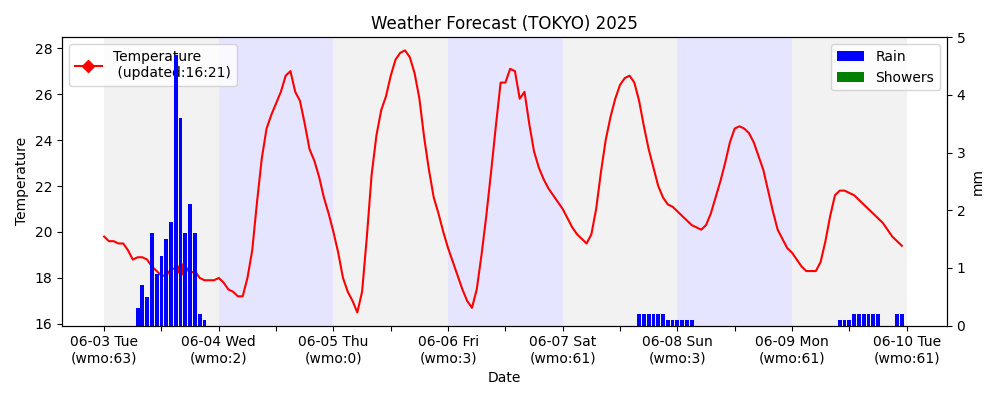 Weather Forecast (TOKYO) 2025
Temperature
(updated:16:21)
Rain
Showers
28
26
24
22
20
18
16
Temperature
5
4
3
2
1
0
mm
06-03 Tue
(wmo:63)
06-04 Wed
(wmo:2)
06-05 Thu
(wmo:0)
06-06 Fri
(wmo:3)
06-07 Sat
(wmo:61)
06-08 Sun
(wmo:3)
06-09 Mon
(wmo:61)
06-10 Tue
(wmo:61)
Date